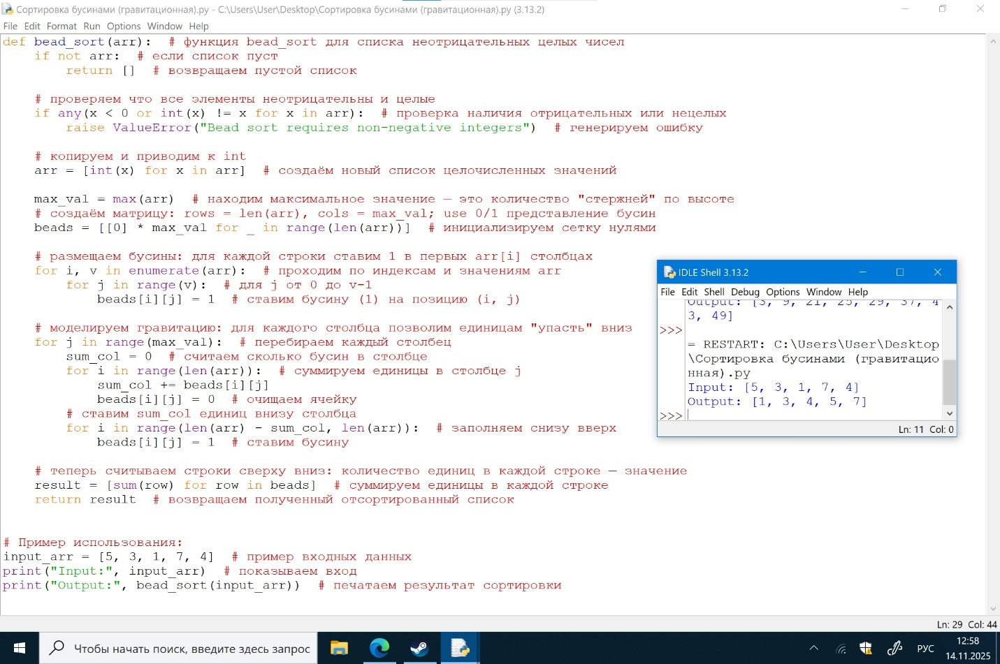 Сортировка бусинами (гравитационная).py - C:\Users\User\Desktop\Сортировка бусинами (гравитационная).py (3.13.2)
File Edit Format Run Options Window Help
def bead_sort(arr):  # функция bead_sort для списка неотрицательных целых чисел
    if not arr:  # если список пуст
        return []  # возвращаем пустой список
    # проверяем что все элементы неотрицательны и целые
    if any(x < 0 or int(x) != x for x in arr):  # проверка наличия отрицательных или нецелых
        raise ValueError("Bead sort requires non-negative integers")  # генерируем ошибку
    # копируем и приводим к int
    arr = [int(x) for x in arr]  # создаём новый список целочисленных значений
    max_val = max(arr)  # находим максимальное значение — это количество "стержней" по высоте
    # создаём матрицу: rows = len(arr), cols = max_val; use 0/1 представление бусин
    beads = [[0] * max_val for _ in range(len(arr))]  # инициализируем сетку нулями
    # размещаем бусины: для каждой строки ставим 1 в первых arr[i] столбцах
    for i, v in enumerate(arr):  # проходим по индексам и значениям arr
        for j in range(v):  # для j от 0 до v-1
            beads[i][j] = 1  # ставим бусину (1) на позицию (i, j)
    # моделируем гравитацию: для каждого столбца позволим единицам "упасть" вниз
    for j in range(max_val):  # перебираем каждый столбец
        sum_col = 0  # считаем сколько бусин в столбце
        for i in range(len(arr)):  # суммируем единицы в столбце j
            sum_col += beads[i][j]
            beads[i][j] = 0  # очищаем ячейку
        # ставим sum_col единиц внизу столбца
        for i in range(len(arr) - sum_col, len(arr)):  # заполняем снизу вверх
            beads[i][j] = 1  # ставим бусину
    # теперь считываем строки сверху вниз: количество единиц в каждой строке — значение
    result = [sum(row) for row in beads]  # суммируем единицы в каждой строке
    return result  # возвращаем полученный отсортированный список
# Пример использования:
input_arr = [5, 3, 1, 7, 4]  # пример входных данных
print("Input:", input_arr)  # показываем вход
print("Output:", bead_sort(input_arr))  # печатаем результат сортировки
IDLE Shell 3.13.2
File Edit Shell Debug Options Window Help
Output: [3, 9, 21, 25, 29, 37, 4
3, 49]
>>>
= RESTART: C:\Users\User\Desktop
\Сортировка бусинами (гравитацио
нная).py
Input: [5, 3, 1, 7, 4]
Output: [1, 3, 4, 5, 7]
>>>
Ln: 11 Col: 0
Ln: 29 Col: 44
Чтобы начать поиск, введите здесь запрос
РУС
12:58
14.11.2025